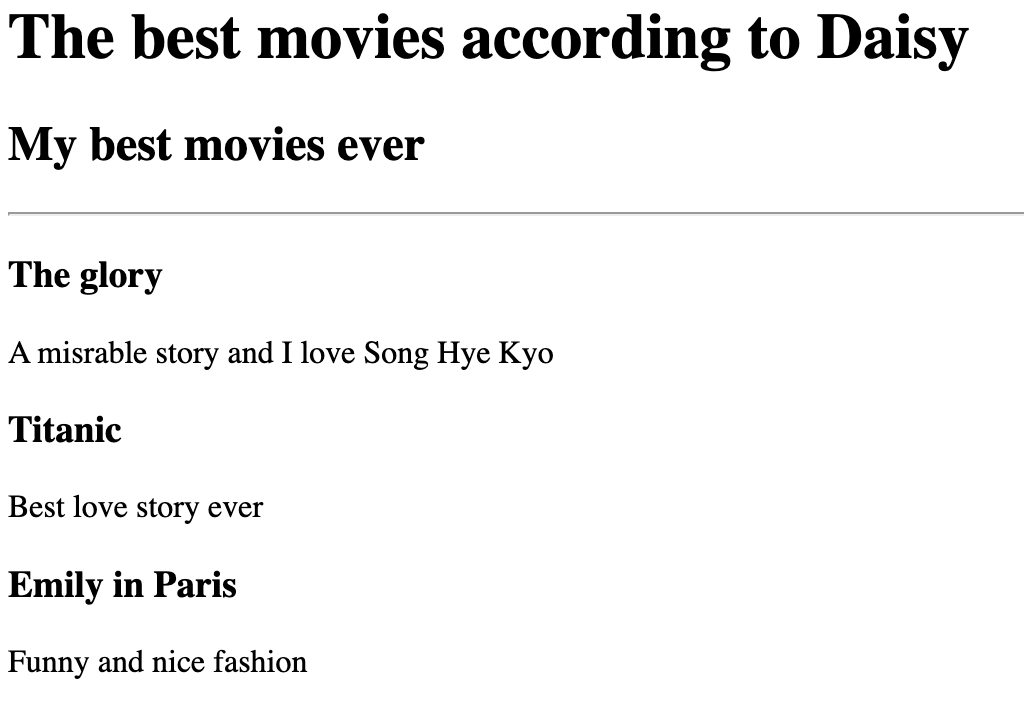 The best movies according to Daisy
My best movies ever
The glory
A misrable story and I love Song Hye Kyo
Titanic
Best love story ever
Emily in Paris
Funny and nice fashion